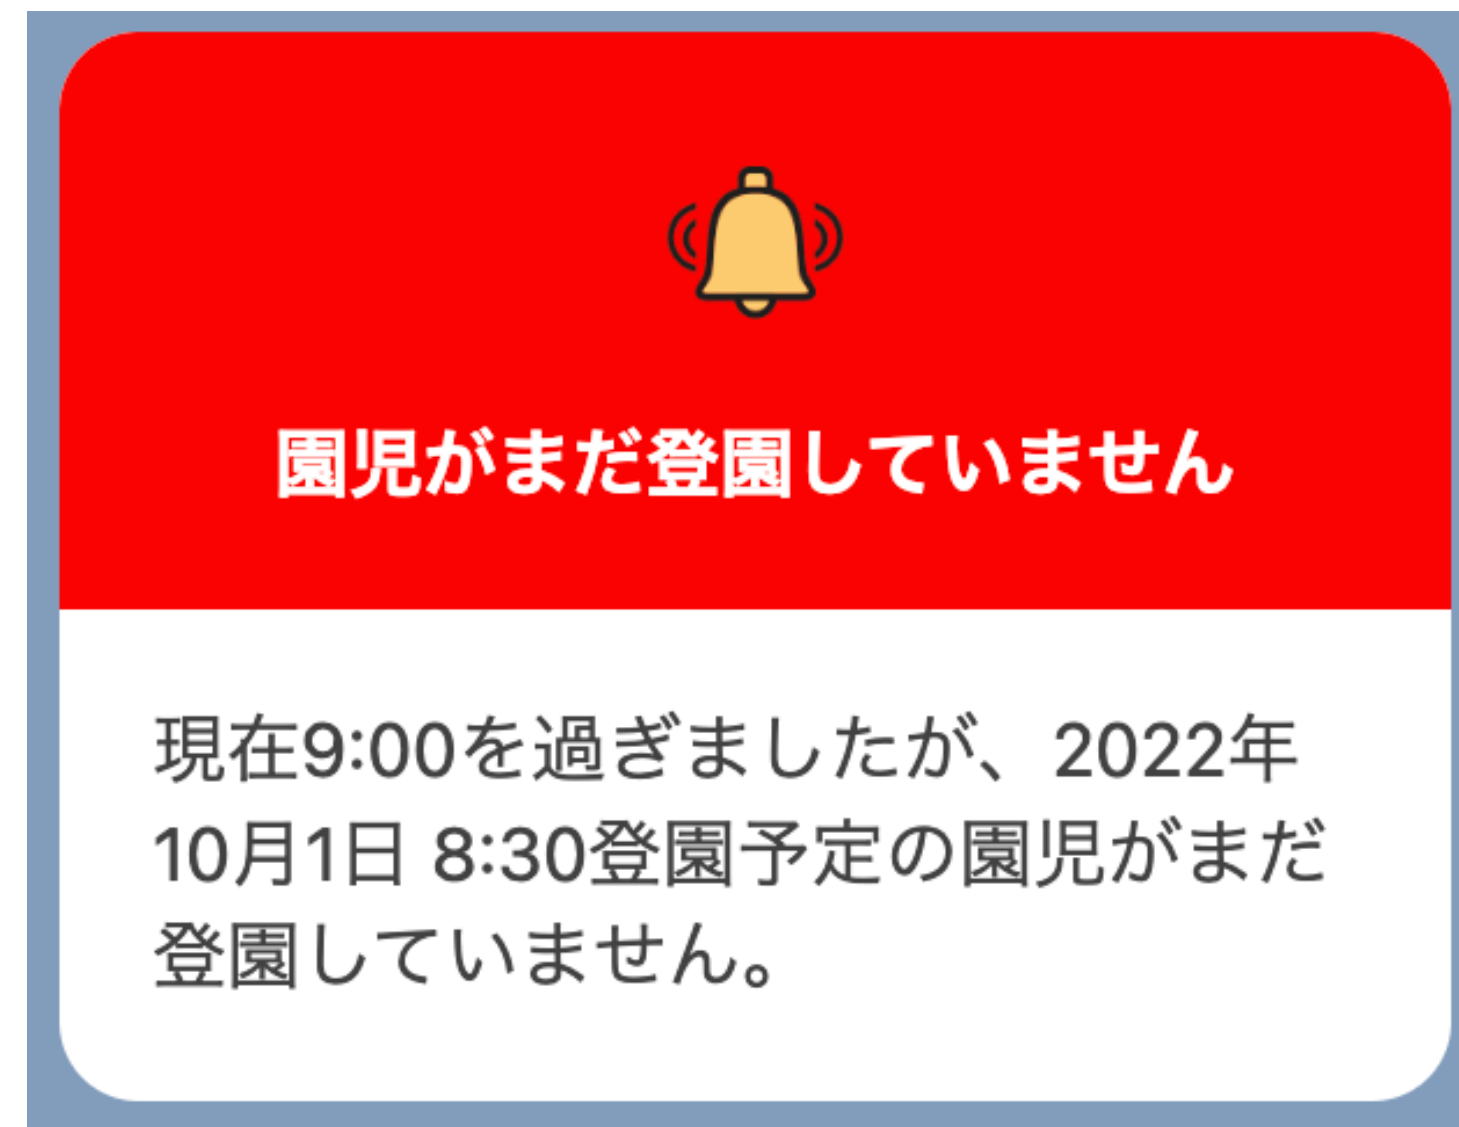 園児がまだ登園していません
現在9:00を過ぎましたが、2022年
10月1日 8:30登園予定の園児がまだ
登園していません。